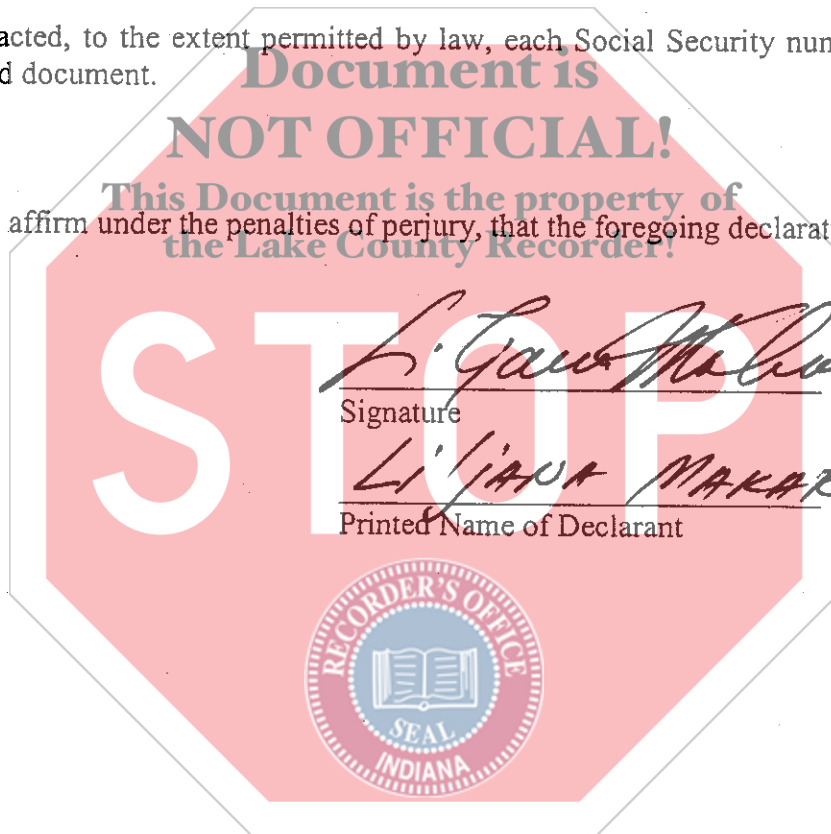 acted, to the extent permitted by law, each Social Security num
d document.
Document is
NOT OFFICIAL!
This Document is the property of
the Lake County Recorder!
affirm under the penalties of perjury, that the foregoing declarat
STOP
Signature
LiljANA MAKAR
Printed Name of Declarant
RECORDER'S OFFICE
SEAL
INDIANA